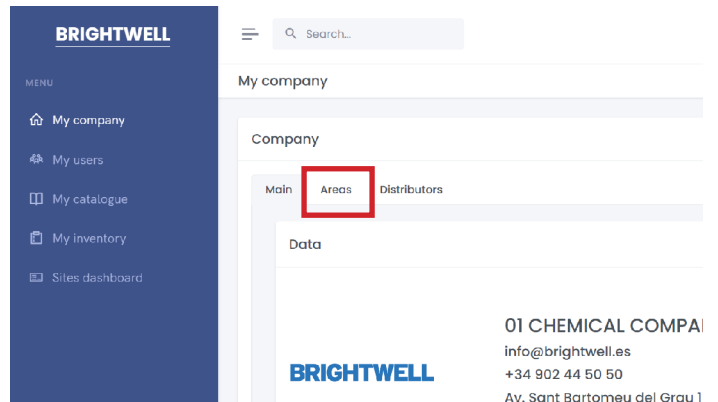 BRIGHTWELL
Search...
MENU
My company
My company
My users
My catalogue
My inventory
Sites dashboard
Company
Main Areas Distributors
Data
BRIGHTWELL
01 CHEMICAL COMPA
info@brightwell.es
+34 902 44 50 50
Av. Sant Bartomeu del Grau 1